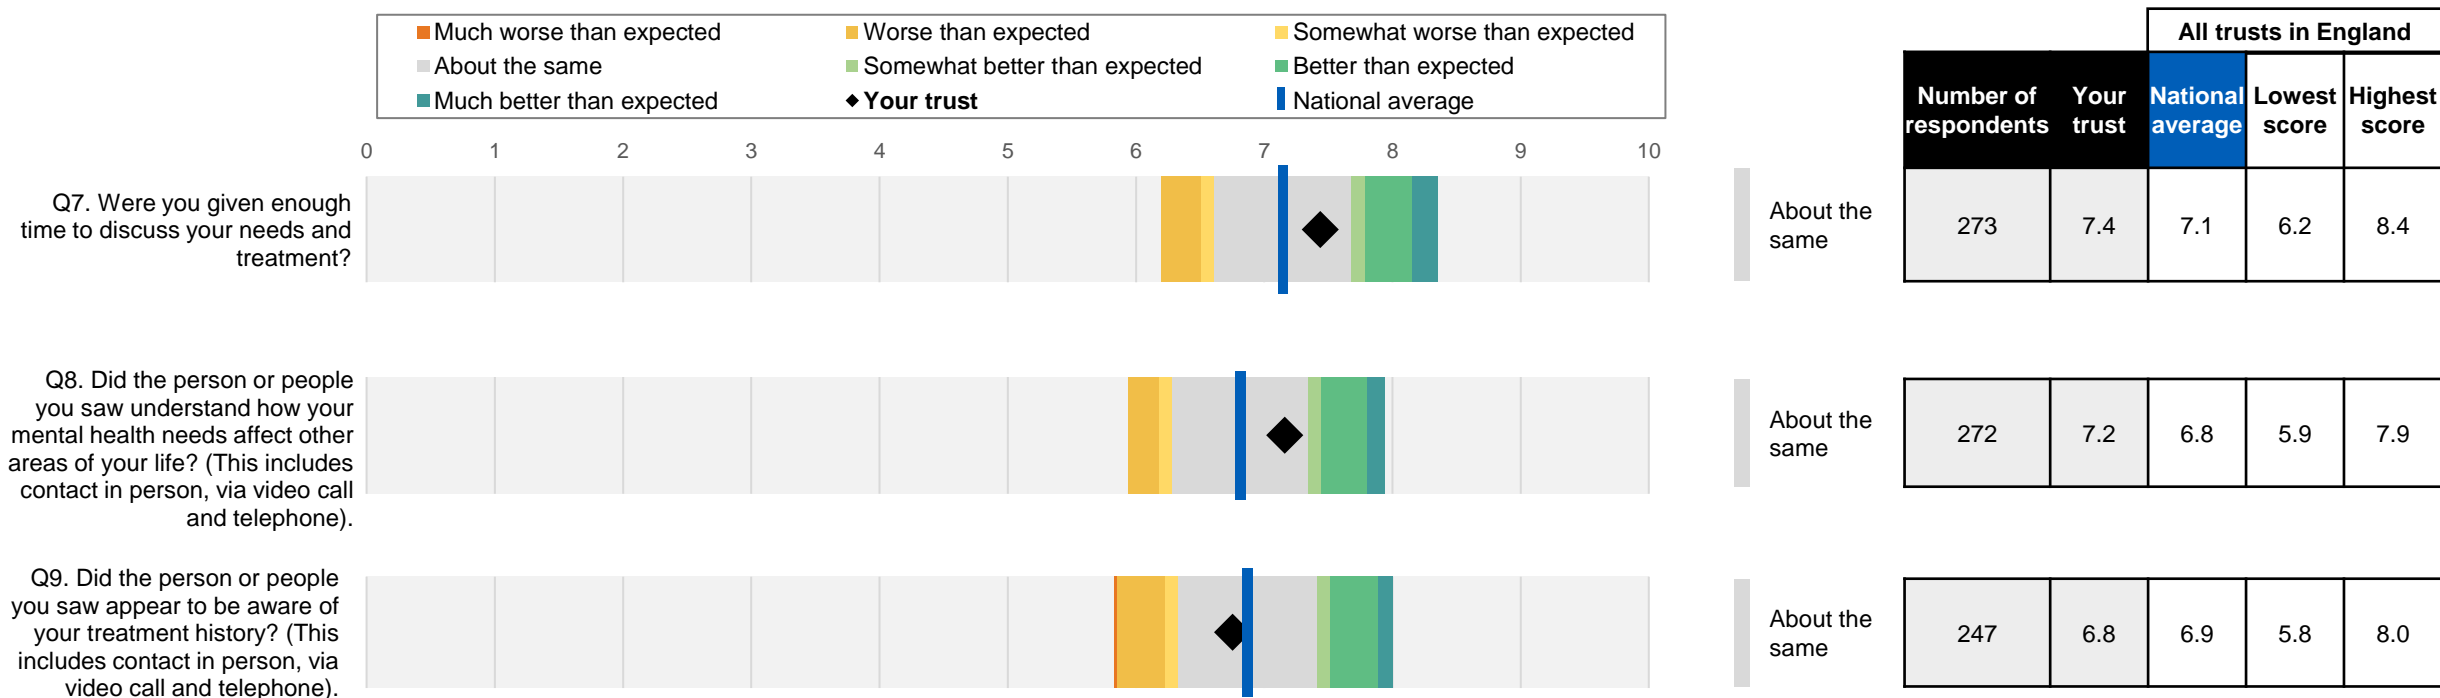 Much worse than expected
Worse than expected
Somewhat worse than expected
About the same
Somewhat better than expected
Better than expected
Much better than expected
Your trust
National average
All trusts in England
Number of respondents
Your trust
National average
Lowest score
Highest score
0 1 2 3 4 5 6 7 8 9 10
Q7. Were you given enough
time to discuss your needs and
treatment?
About the
same
273 7.4 7.1 6.2 8.4
Q8. Did the person or people
you saw understand how your
mental health needs affect other
areas of your life? (This includes
contact in person, via video call
and telephone).
About the
same
272 7.2 6.8 5.9 7.9
Q9. Did the person or people
you saw appear to be aware of
your treatment history? (This
includes contact in person, via
video call and telephone).
About the
same
247 6.8 6.9 5.8 8.0